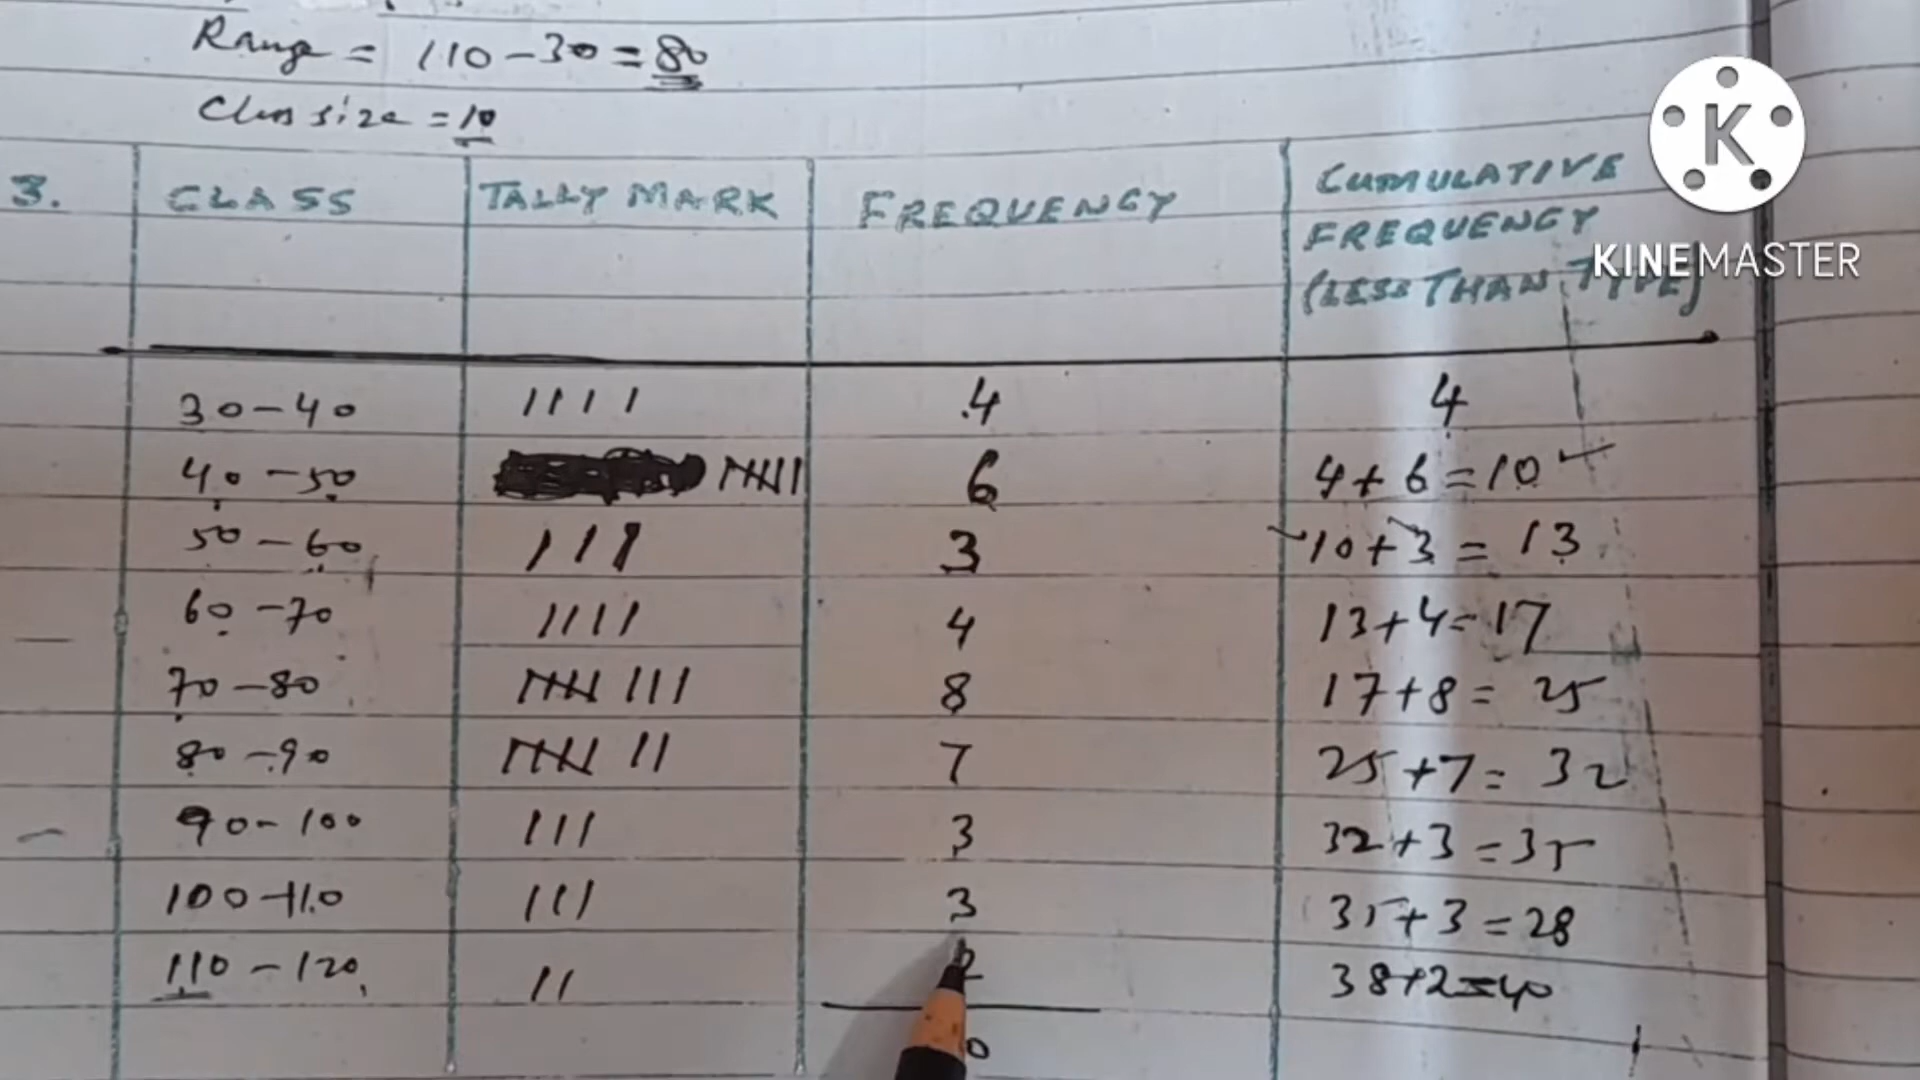 Range = 110 - 30 = 80
Class size = 10
3. CLASS TALLY MARK FREQUENCY CUMULATIVE FREQUENCY (LESS THAN TYPE)
30-40 |||| 4 4
40-50 6 4+6=10
50-60 ||| 3 10+3=13
60-70 |||| 4 13+4=17
70-80 8 17+8=25
80-90 7 25+7=32
90-100 ||| 3 32+3=35
100-110 ||| 3 35+3=28
110-120 || 2 38+2=40
K
KINEMASTER